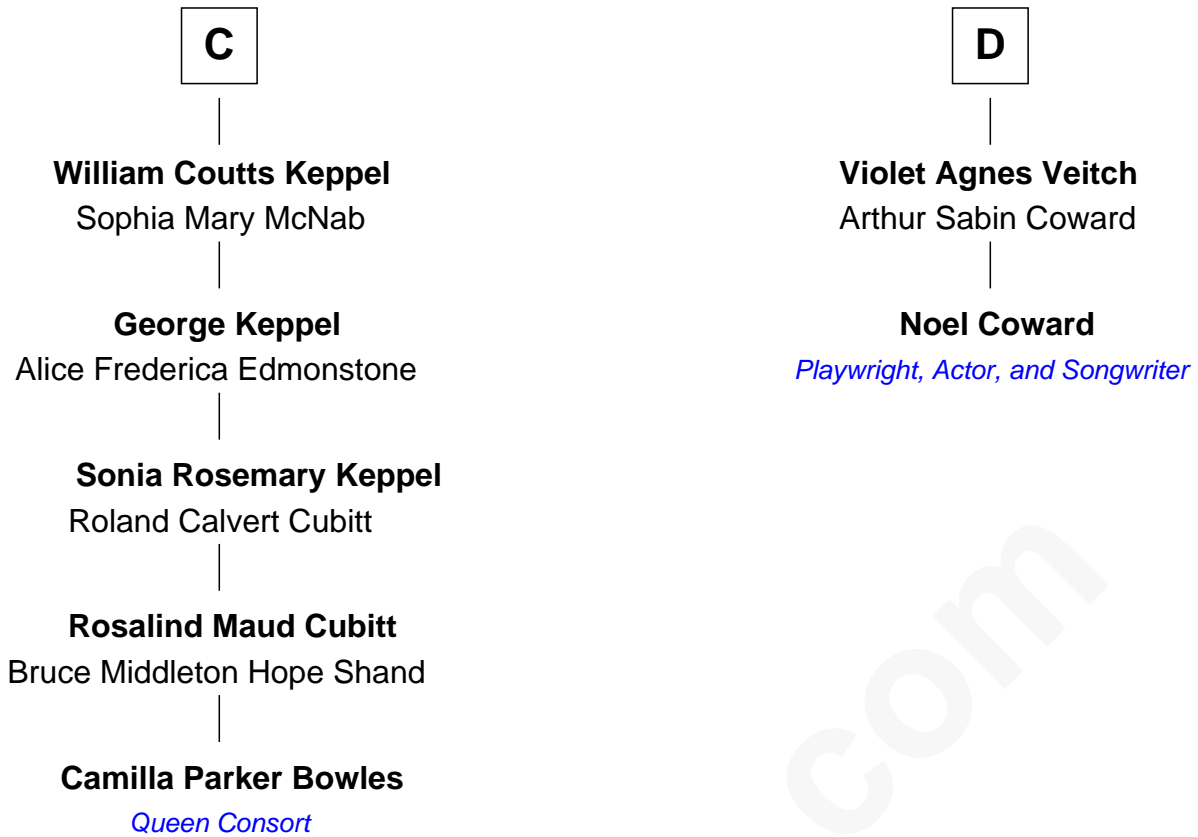 C
William Coutts Keppel
Sophia Mary McNab
George Keppel
Alice Frederica Edmonstone
Sonia Rosemary Keppel
Roland Calvert Cubitt
Rosalind Maud Cubitt
Bruce Middleton Hope Shand
Camilla Parker Bowles
Queen Consort
D
Violet Agnes Veitch
Arthur Sabin Coward
Noel Coward
Playwright, Actor, and Songwriter
com